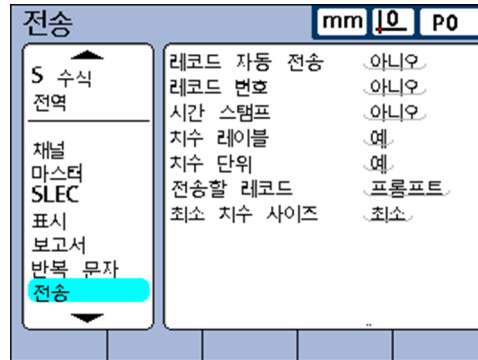 전송
mm 0 P0
S 수식
전역
채널
마스터
SLEC
표시
보고서
반복 문자
전송
레코드 자동 전송 아니오
레코드 번호 아니오
시간 스탬프 아니오
치수 레이블 예
치수 단위 예
전송할 레코드 프롬프트
최소 치수 사이즈 최소